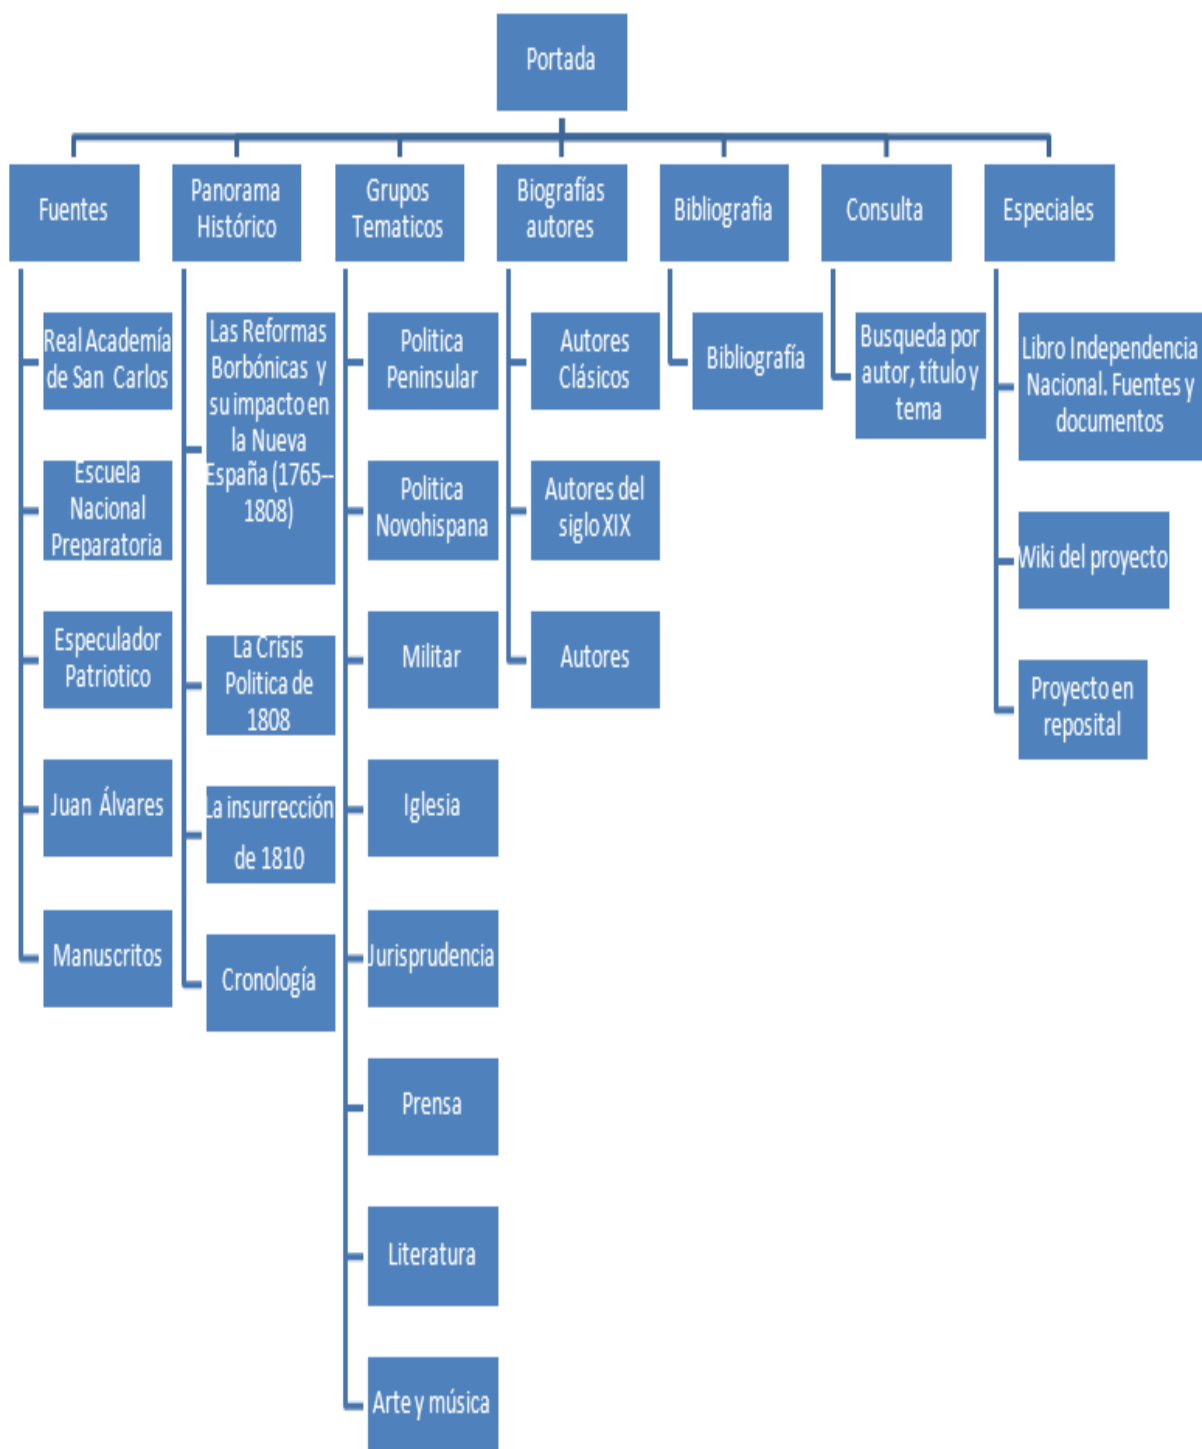 Portada
Fuentes
Panorama
Histórico
Grupos
Tematicos
Biografías
autores
Bibliografia
Consulta
Especiales
Real Academía
de San Carlos
Escuela
Nacional
Preparatoria
Especulador
Patriotico
Juan Álvares
Manuscritos
Las Reformas
Borbónicas y
su impacto en
la Nueva
España (1765--
1808)
La Crisis
Politica de
1808
La insurrección
de 1810
Cronología
Politica
Peninsular
Politica
Novohispana
Militar
Iglesia
Jurisprudencia
Prensa
Literatura
Arte y música
Autores
Clásicos
Autores del
siglo XIX
Autores
Bibliografía
Busqueda por
autor, título y
tema
Libro Independencia
Nacional. Fuentes y
documentos
Wiki del proyecto
Proyecto en
reposital